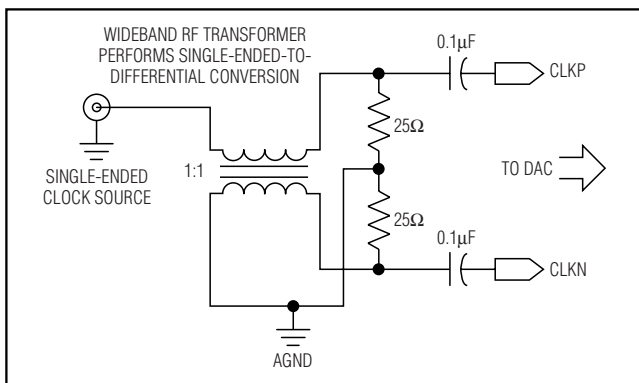 WIDEBAND RF TRANSFORMER
PERFORMS SINGLE-ENDED-TO-
DIFFERENTIAL CONVERSION
0.1μF
CLKP
25Ω
SINGLE-ENDED
CLOCK SOURCE
1:1
TO DAC
25Ω
0.1μF
CLKN
AGND